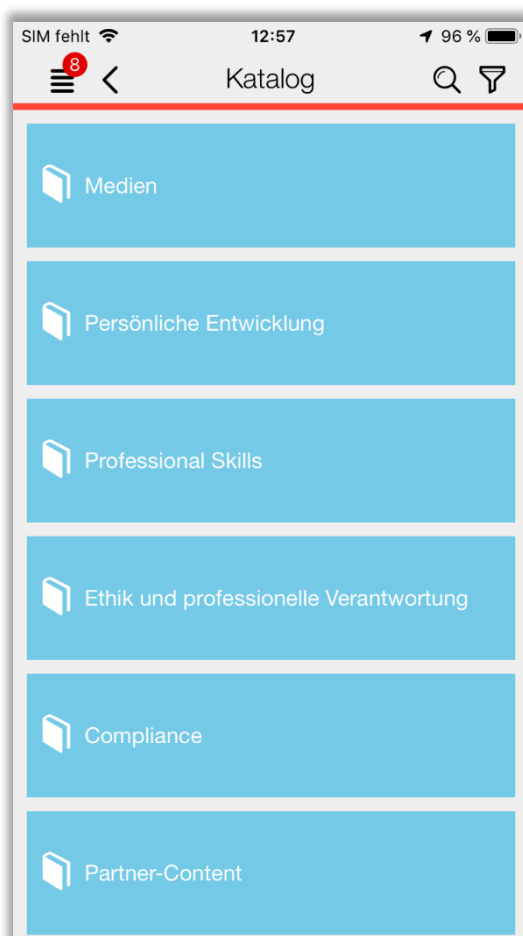 SIM fehlt 12:57 96 %
8 Katalog
Medien
Persönliche Entwicklung
Professional Skills
Ethik und professionelle Verantwortung
Compliance
Partner-Content